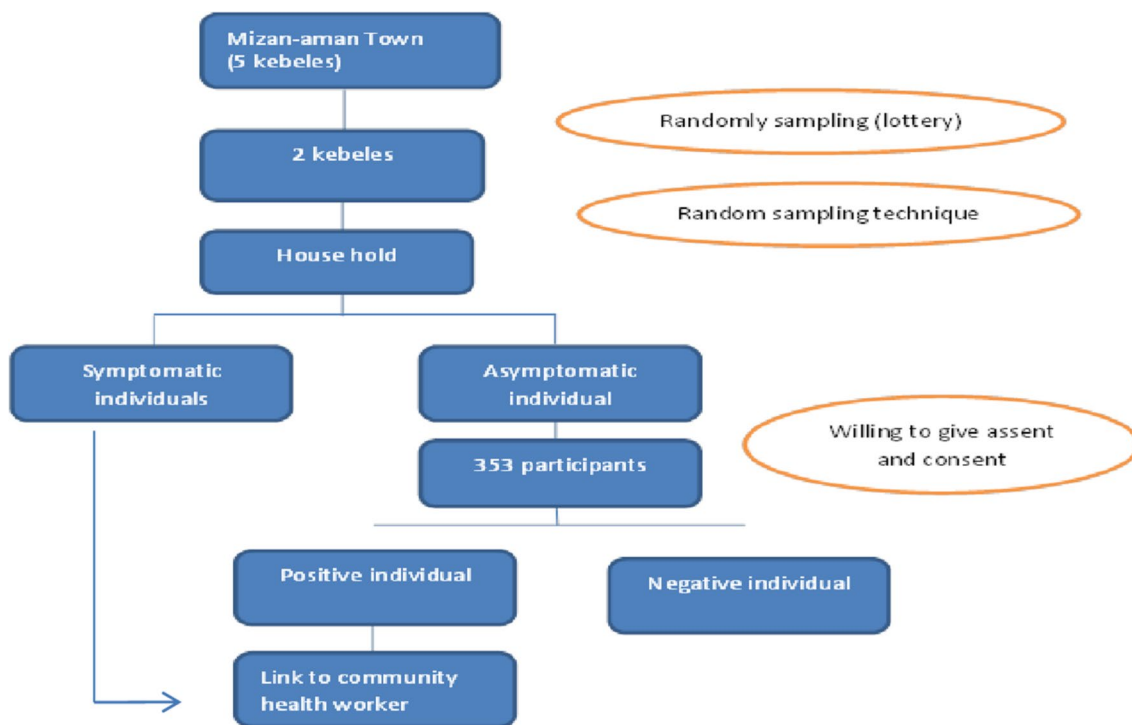 Mizan-aman Town
(5 kebeles)
Randomly sampling (lottery)
2 kebeles
Random sampling technique
House hold
Symptomatic
individuals
Asymptomatic
individual
Willing to give assent
and consent
353 participants
Positive individual
Negative individual
Link to community
health worker